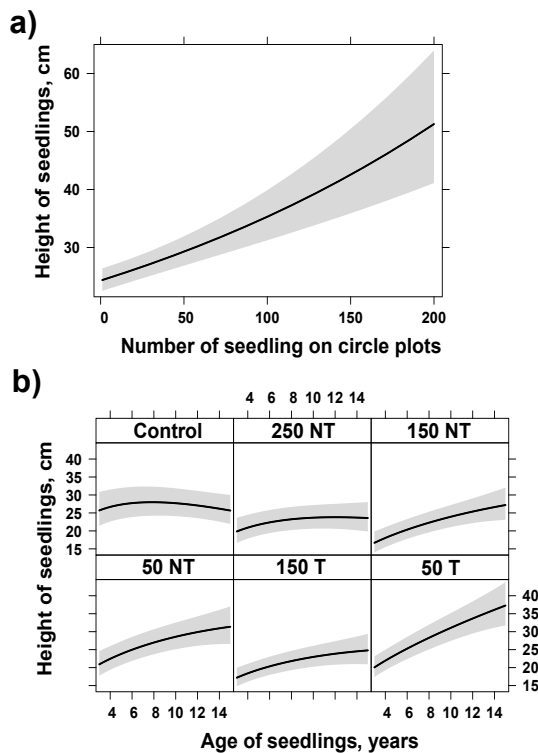 a)
Height of seedlings, cm
60
50
40
30
0 50 100 150 200
Number of seedling on circle plots
b)
4 6 8 10 12 14
Height of seedlings, cm
Control 250 NT 150 NT
40
35
30
25
20
15
50 NT 150 T 50 T
40
35
30
25
20
15
4 6 8 10 12 14 4 6 8 10 12 14
Age of seedlings, years